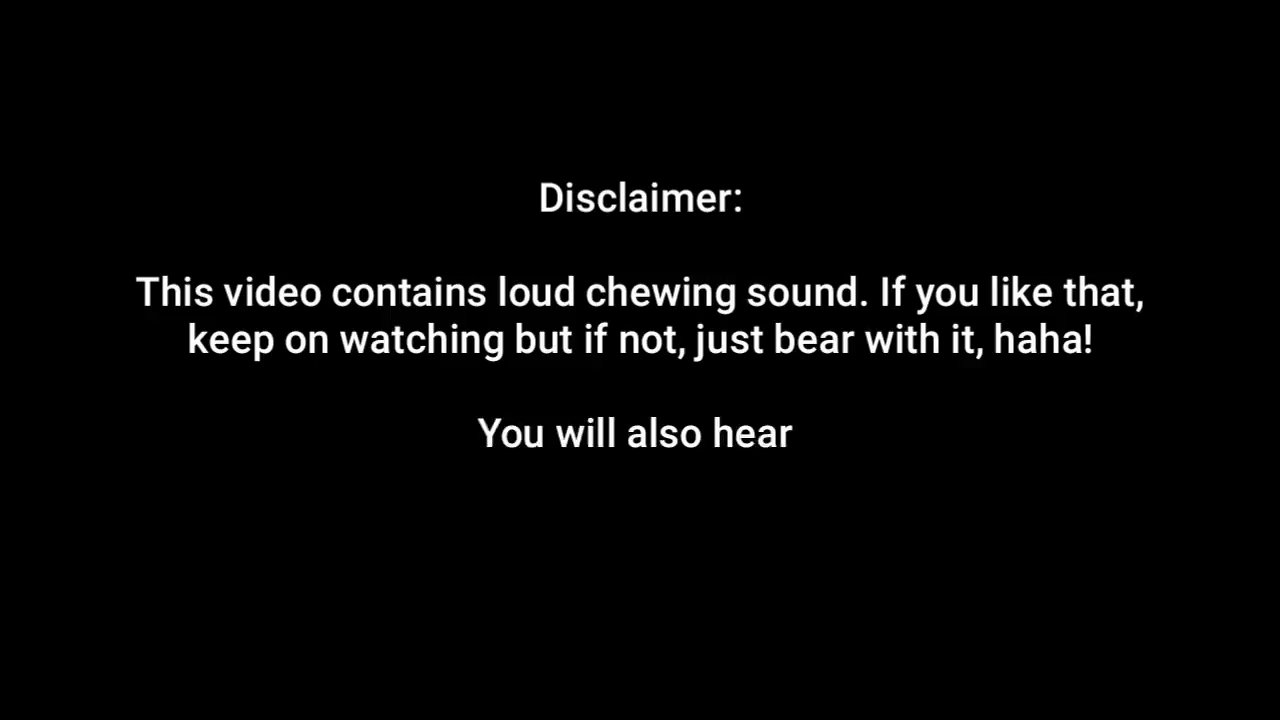 Disclaimer:
This video contains loud chewing sound. If you like that,
keep on watching but if not, just bear with it, haha!
You will also hear